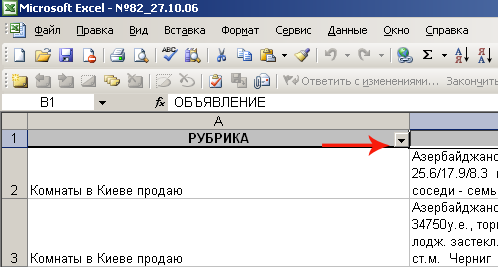 Microsoft Excel - №82_27.10.06
Файл Правка Вид Вставка Формат Сервис Данные Окно Справка
Σ
Ответить с изменениями...
B1 fx ОБЪЯВЛЕНИЕ
A
1 РУБРИКА
Азербайджанс
25.6/17.9/8.3
2 Комнаты в Киеве продаю соседи - семь
Азербайджанс
34750у.е., тор
лодж. застекл.
3 Комнаты в Киеве продаю ст.м. Черниг